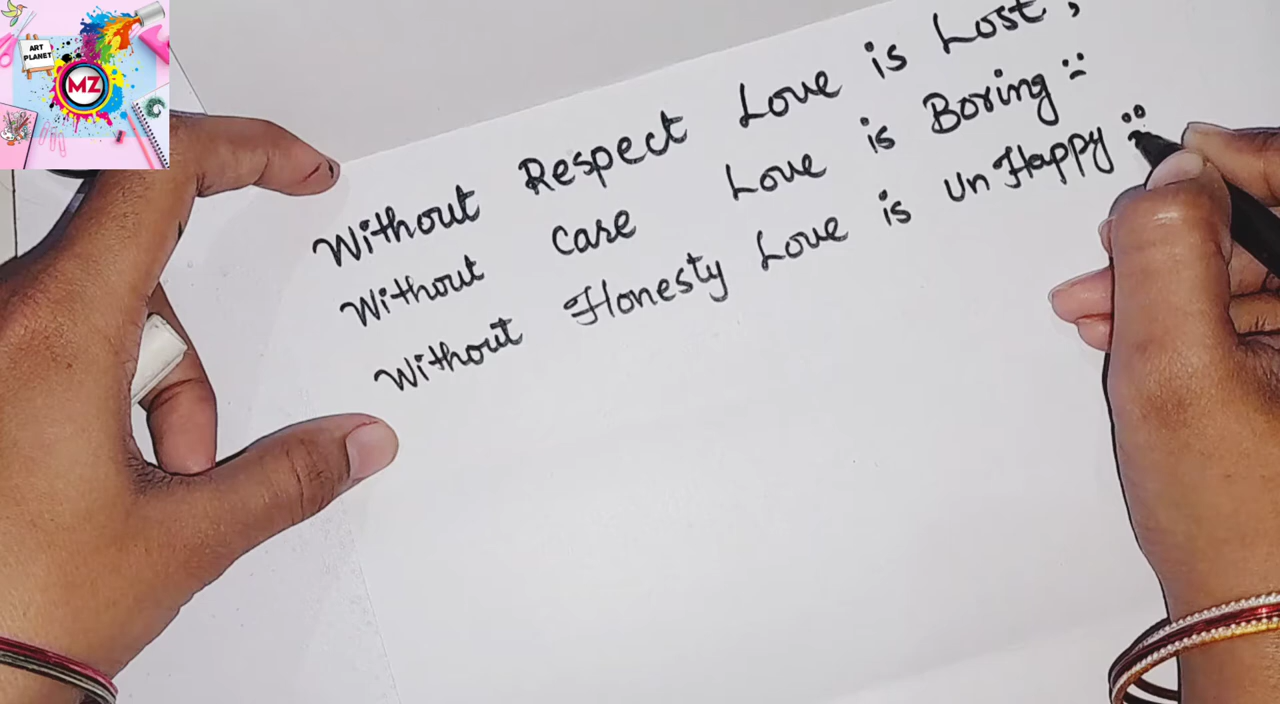 ART
PLANET
MZ
Without Respect Love is Lost,
Without Care Love is Boring
Without Honesty Love is unHappy